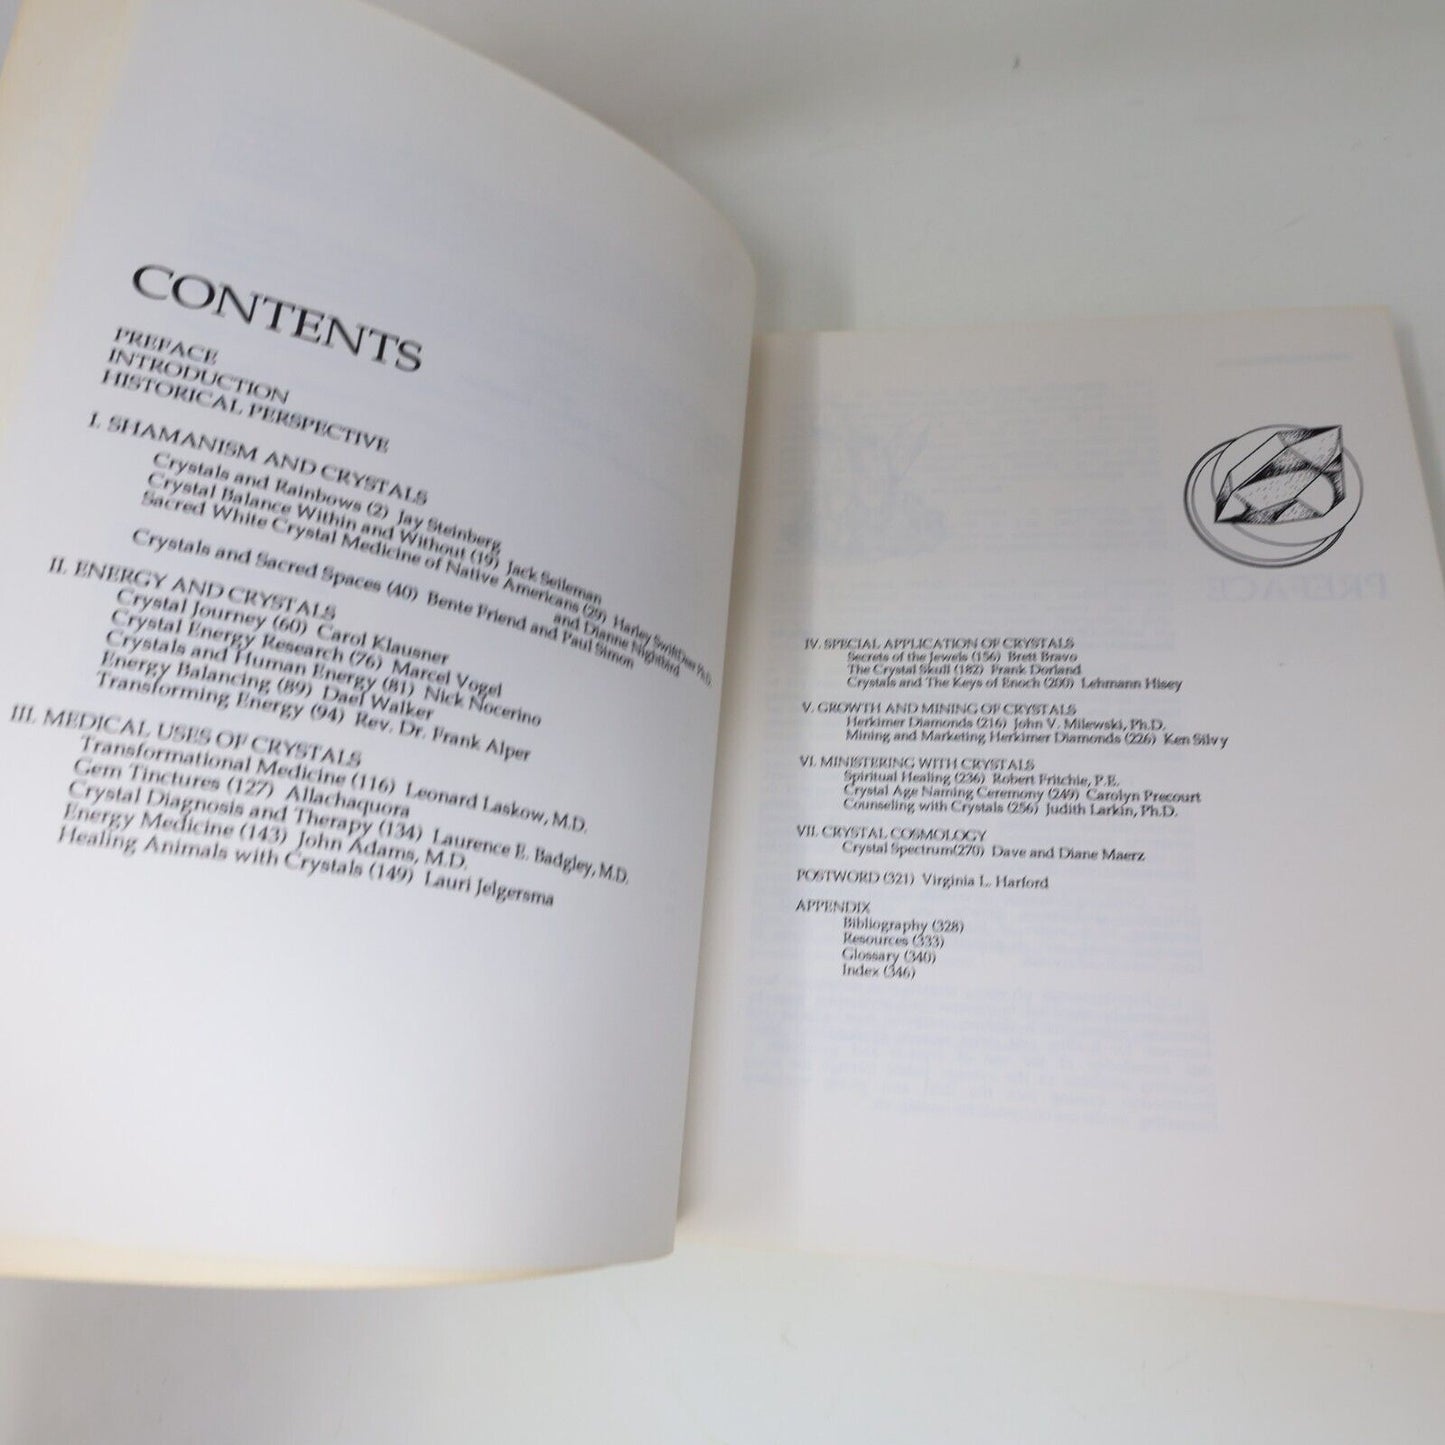 CONTENTS
PREFACE
INTRODUCTION
HISTORICAL PERSPECTIVE
I. SHAMANISM AND CRYSTALS
Crystals and Rainbows (2) Jay Steinberg
Crystal Balance Within and Without (19) Jack Seileman
Sacred White Crystal Medicine of Native Americans (29) Harley SwiftDeer Ph.D.
and Dianne Nightbird
Crystals and Sacred Spaces (40) Bente Friend and Paul Simon
II. ENERGY AND CRYSTALS
Crystal Journey (60) Carol Klausner
Crystal Energy Research (76) Marcel Vogel
Crystals and Human Energy (81) Nick Nocerino
Energy Balancing (89) Dael Walker
Transforming Energy (94) Rev. Dr. Frank Alper
III. MEDICAL USES OF CRYSTALS
Transformational Medicine (116) Leonard Laskow, M.D.
Gem Tinctures (127) Allachaquora
Crystal Diagnosis and Therapy (134) Laurence E. Badgley, M.D.
Energy Medicine (143) John Adams, M.D.
Healing Animals with Crystals (149) Lauri Jelgersma
IV. SPECIAL APPLICATION OF CRYSTALS
Secrets of the Jewels (156) Brett Bravo
The Crystal Skull (182) Frank Dorland
Crystals and The Keys of Enoch (200) Lehmann Hisey
V. GROWTH AND MINING OF CRYSTALS
Herkimer Diamonds (216) John V. Milewski, Ph.D.
Mining and Marketing Herkimer Diamonds (226) Ken Silvy
VI. MINISTERING WITH CRYSTALS
Spiritual Healing (236) Robert Fritchie, P.E.
Crystal Age Naming Ceremony (249) Carolyn Precourt
Counseling with Crystals (256) Judith Larkin, Ph.D.
VII. CRYSTAL COSMOLOGY
Crystal Spectrum(270) Dave and Diane Maerz
POSTWORD (321) Virginia L. Harford
APPENDIX
Bibliography (328)
Resources (333)
Glossary (340)
Index (346)
PREFACE